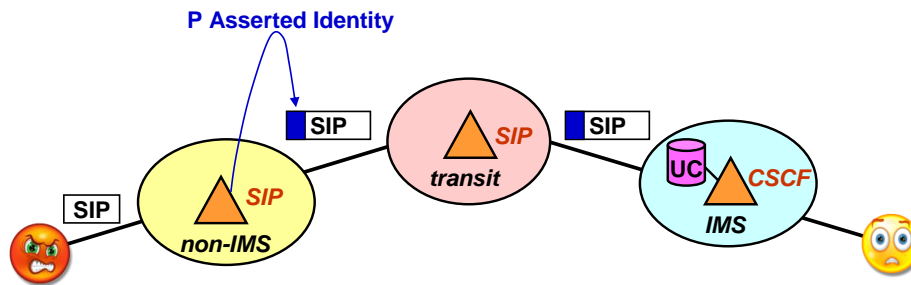 P Asserted Identity
SIP
SIP
SIP
SIP
SIP
transit
UC
CSCF
IMS
SIP
non-IMS